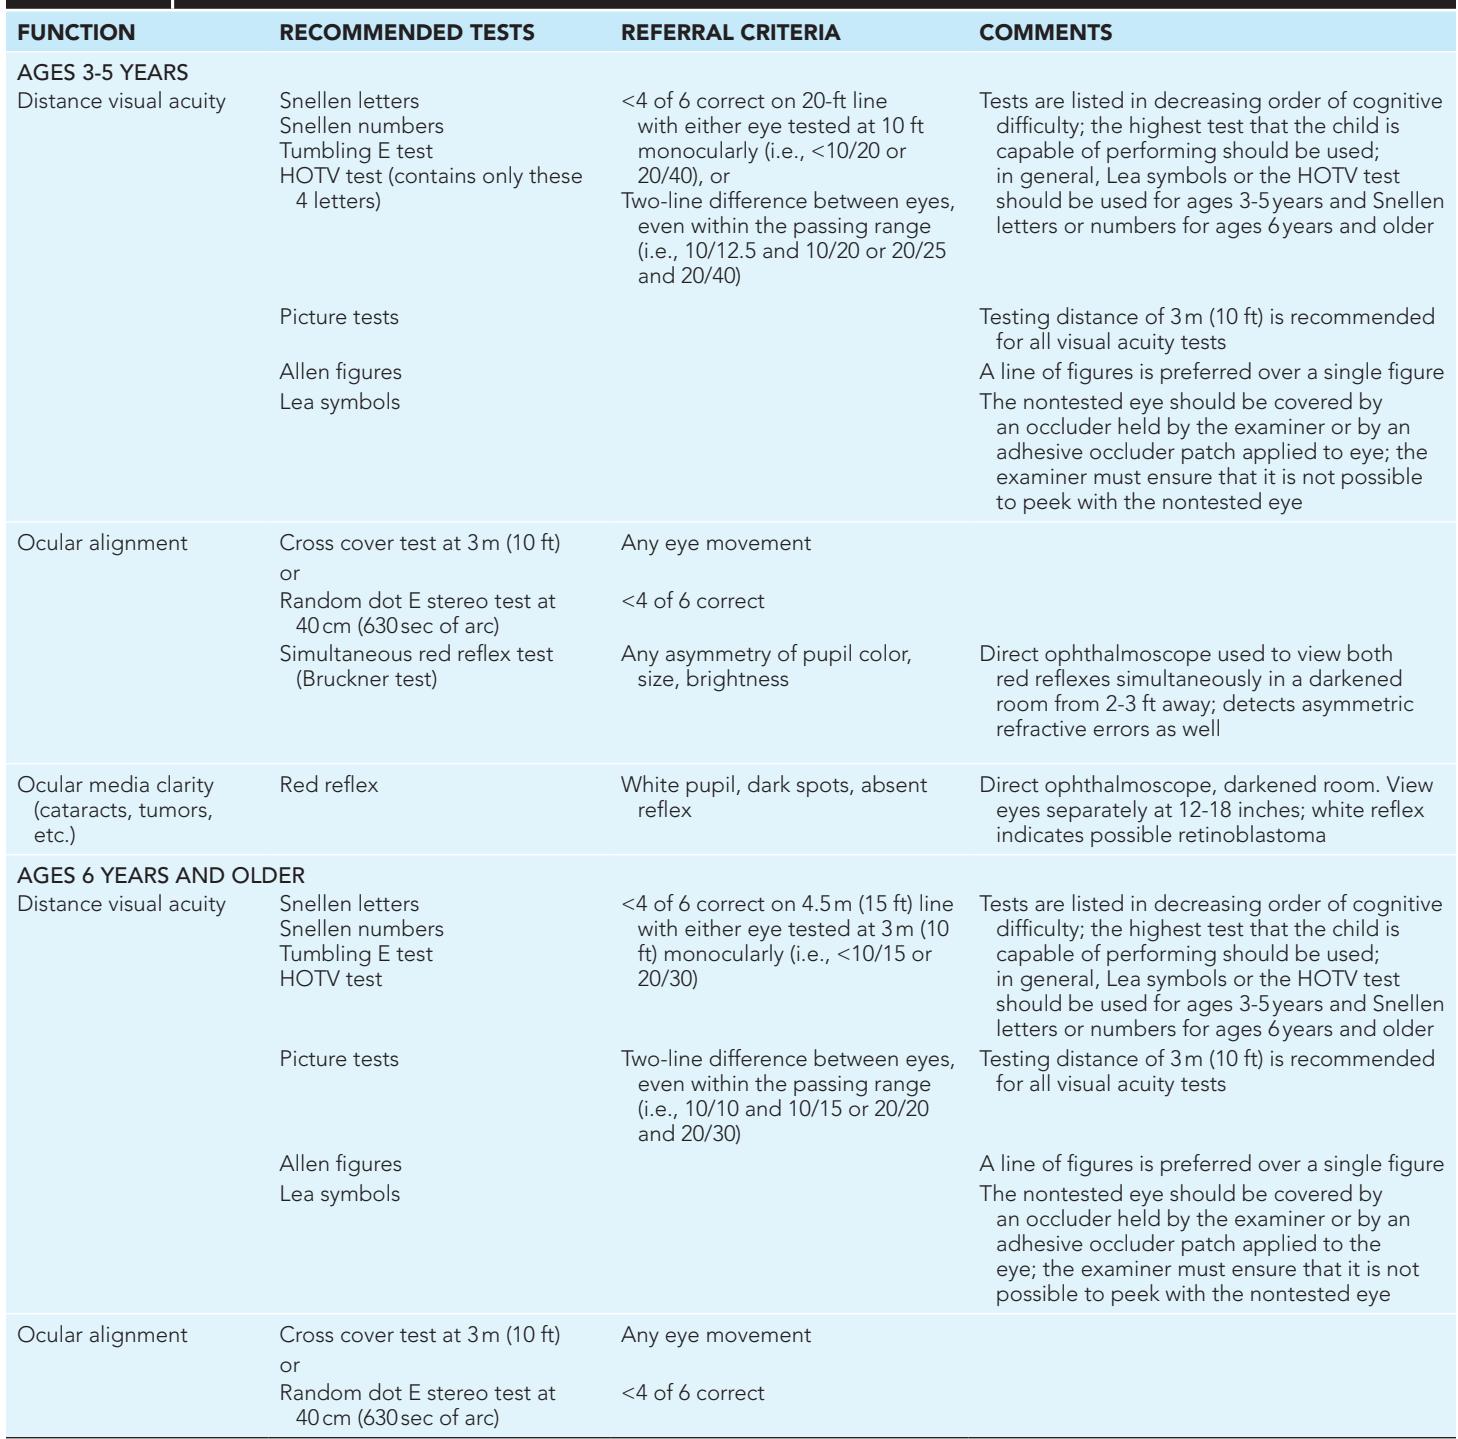 FUNCTION RECOMMENDED TESTS REFERRAL CRITERIA COMMENTS
AGES 3-5 YEARS
Distance visual acuity
Snellen letters
Snellen numbers
Tumbling E test
HOTV test (contains only these
4 letters)
<4 of 6 correct on 20-ft line
with either eye tested at 10 ft
monocularly (i.e., <10/20 or
20/40), or
Two-line difference between eyes,
even within the passing range
(i.e., 10/12.5 and 10/20 or 20/25
and 20/40)
Tests are listed in decreasing order of cognitive
difficulty; the highest test that the child is
capable of performing should be used;
in general, Lea symbols or the HOTV test
should be used for ages 3-5 years and Snellen
letters or numbers for ages 6 years and older
Picture tests
Testing distance of 3 m (10 ft) is recommended
for all visual acuity tests
Allen figures
A line of figures is preferred over a single figure
Lea symbols
The nontested eye should be covered by
an occluder held by the examiner or by an
adhesive occluder patch applied to eye; the
examiner must ensure that it is not possible
to peek with the nontested eye
Ocular alignment
Cross cover test at 3 m (10 ft)
Any eye movement
or
Random dot E stereo test at
40 cm (630 sec of arc)
<4 of 6 correct
Simultaneous red reflex test
(Bruckner test)
Any asymmetry of pupil color,
size, brightness
Direct ophthalmoscope used to view both
red reflexes simultaneously in a darkened
room from 2-3 ft away; detects asymmetric
refractive errors as well
Ocular media clarity
(cataracts, tumors,
etc.)
Red reflex
White pupil, dark spots, absent
reflex
Direct ophthalmoscope, darkened room. View
eyes separately at 12-18 inches; white reflex
indicates possible retinoblastoma
AGES 6 YEARS AND OLDER
Distance visual acuity
Snellen letters
Snellen numbers
Tumbling E test
HOTV test
<4 of 6 correct on 4.5 m (15 ft) line
with either eye tested at 3 m (10
ft) monocularly (i.e., <10/15 or
20/30)
Tests are listed in decreasing order of cognitive
difficulty; the highest test that the child is
capable of performing should be used;
in general, Lea symbols or the HOTV test
should be used for ages 3-5 years and Snellen
letters or numbers for ages 6 years and older
Picture tests
Two-line difference between eyes,
even within the passing range
(i.e., 10/10 and 10/15 or 20/20
and 20/30)
Testing distance of 3 m (10 ft) is recommended
for all visual acuity tests
Allen figures
A line of figures is preferred over a single figure
Lea symbols
The nontested eye should be covered by
an occluder held by the examiner or by an
adhesive occluder patch applied to the
eye; the examiner must ensure that it is not
possible to peek with the nontested eye
Ocular alignment
Cross cover test at 3 m (10 ft)
Any eye movement
or
Random dot E stereo test at
40 cm (630 sec of arc)
<4 of 6 correct